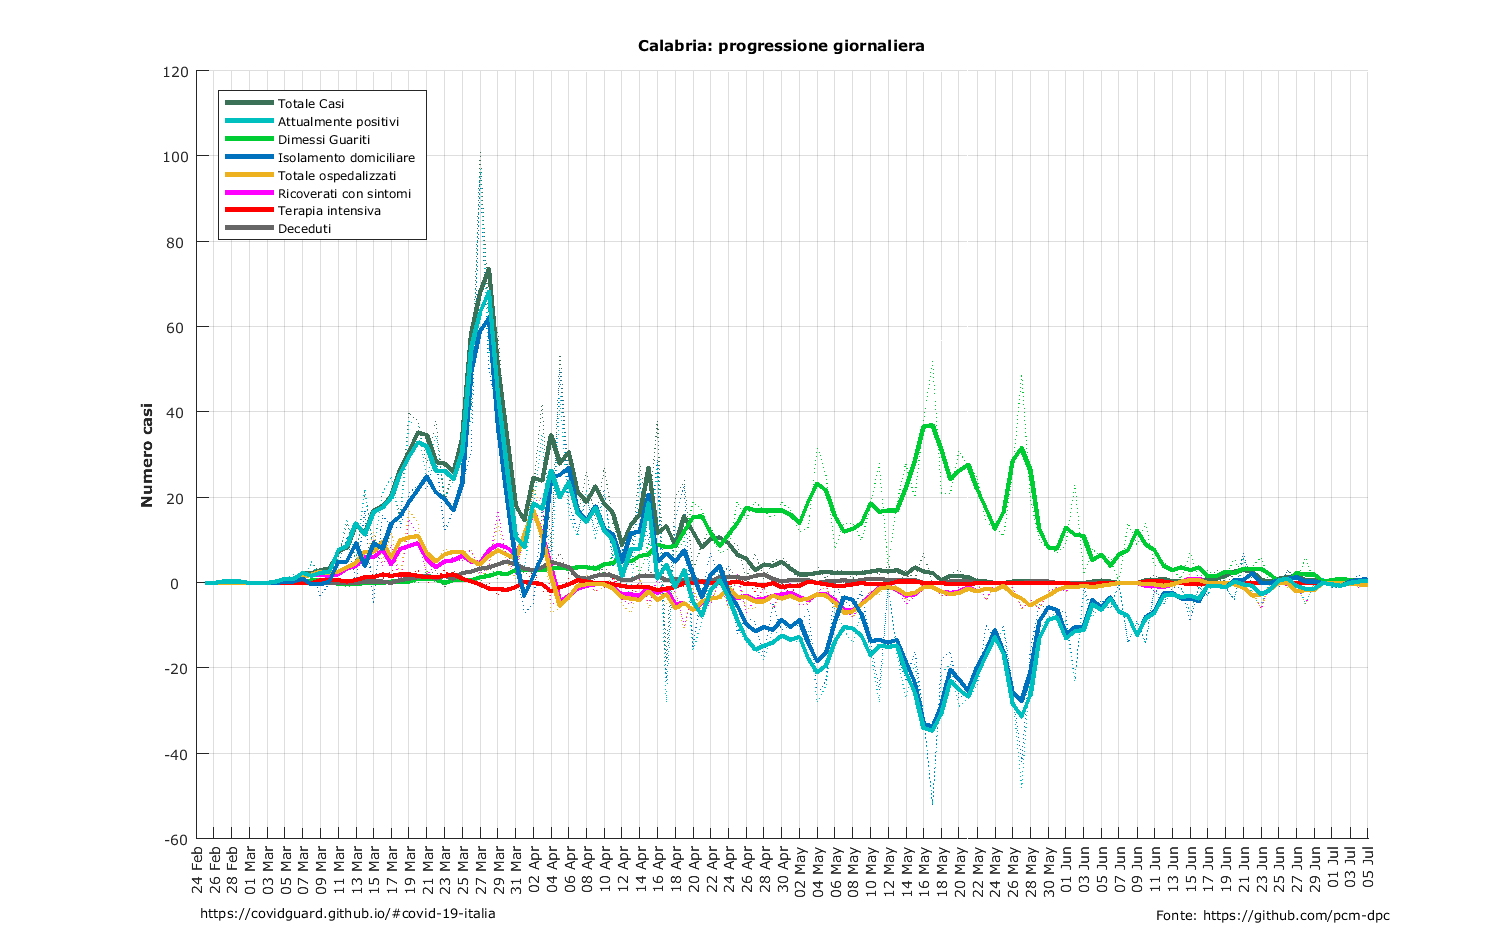 Calabria: progressione giornaliera
120
100
80
60
40
20
0
-20
-40
-60
Numero casi
Totale Casi
Attualmente positivi
Dimessi Guariti
Isolamento domiciliare
Totale ospedalizzati
Ricoverati con sintomi
Terapia intensiva
Deceduti
24 Feb
26 Feb
28 Feb
01 Mar
03 Mar
05 Mar
07 Mar
09 Mar
11 Mar
13 Mar
15 Mar
17 Mar
19 Mar
21 Mar
23 Mar
25 Mar
27 Mar
29 Mar
31 Mar
02 Apr
04 Apr
06 Apr
08 Apr
10 Apr
12 Apr
14 Apr
16 Apr
18 Apr
20 Apr
22 Apr
24 Apr
26 Apr
28 Apr
30 Apr
02 May
04 May
06 May
08 May
10 May
12 May
14 May
16 May
18 May
20 May
22 May
24 May
26 May
28 May
30 May
01 Jun
03 Jun
05 Jun
07 Jun
09 Jun
11 Jun
13 Jun
15 Jun
17 Jun
19 Jun
21 Jun
23 Jun
25 Jun
27 Jun
29 Jun
01 Jul
03 Jul
05 Jul
https://covidguard.github.io/#covid-19-italia
Fonte: https://github.com/pcm-dpc